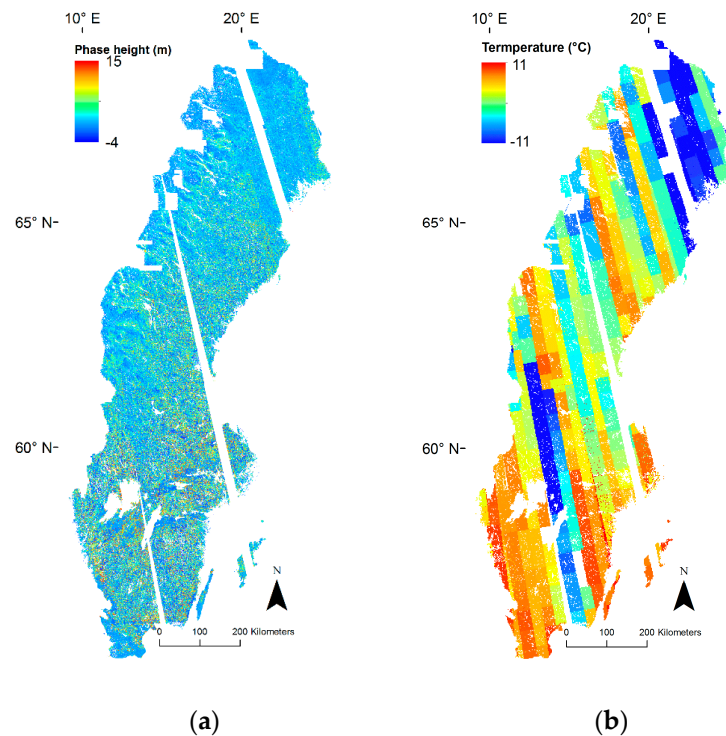 10° E
20° E
Phase height (m)
15
-4
65° N
60° N
N
0 100 200 Kilometers
(a)
10° E
20° E
Termperature (°C)
11
-11
65° N
60° N
N
0 100 200 Kilometers
(b)